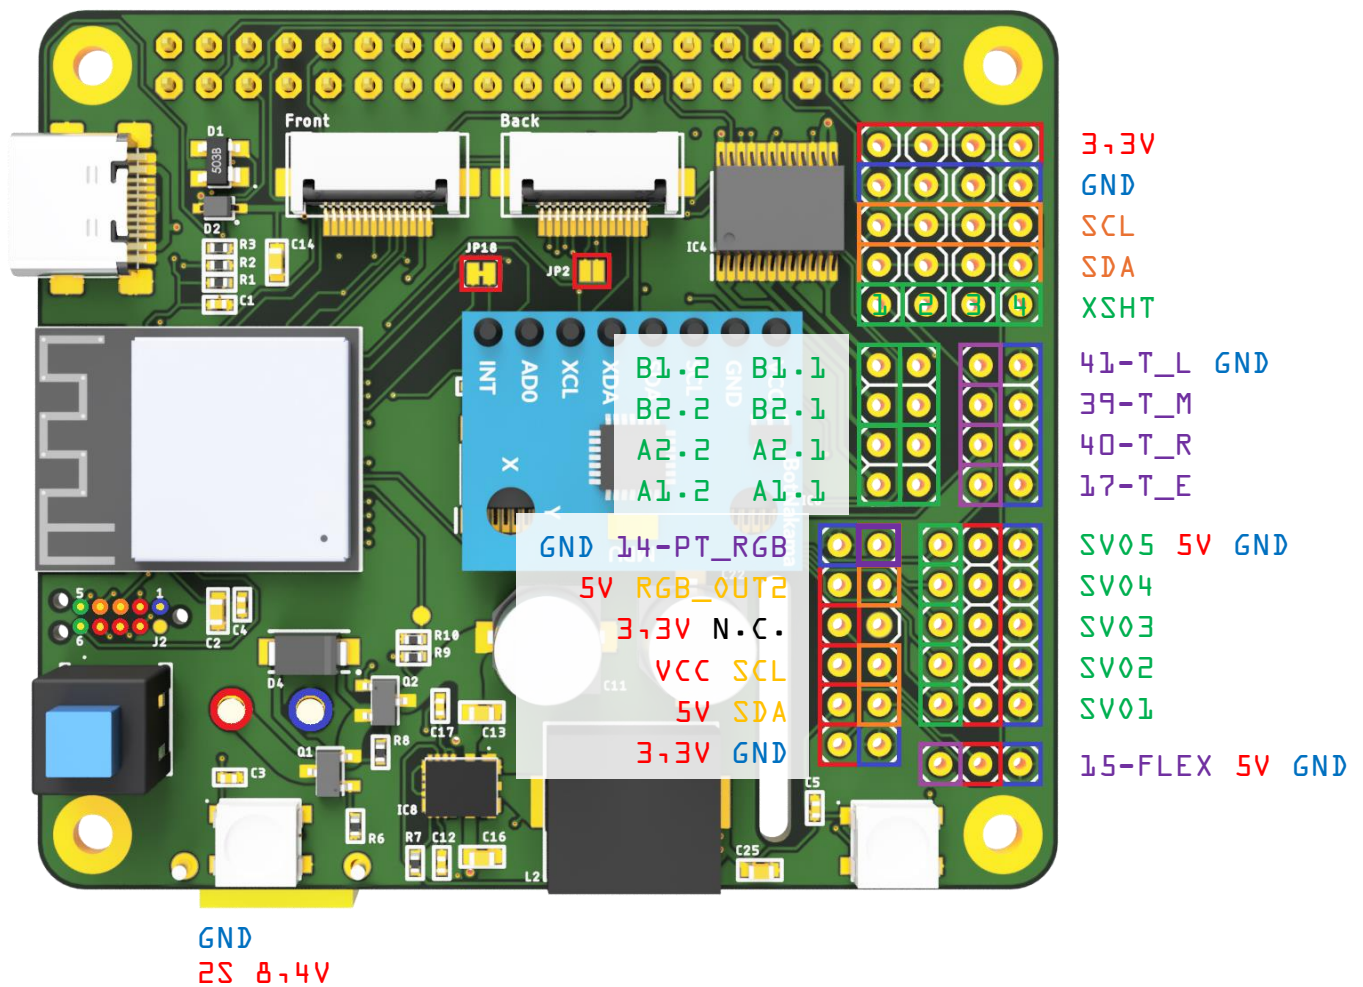 Front
Back
D1
503B
D2
R3
R2
R1
C1
C14
JP18
JP2
IC4
3,3V
GND
SCL
SDA
XSHT
1 2 3 4
INT AD0 XCL XDA GND
X
Y
B1.2 B1.1
B2.2 B2.1
A2.2 A2.1
A1.2 A1.1
41-T_L GND
39-T_M
40-T_R
17-T_E
GND 14-PT_RGB
5V RGB_OUT2
3,3V N.C.
VCC SCL
5V SDA
3,3V GND
SV05 5V GND
SV04
SV03
SV02
SV01
15-FLEX 5V GND
5 1
6 J2
C2
C4
D4
R10
R9
Q2
C11
C17
C13
R8
Q1
C3
IC8
R6
R7
C12
C16
L2
C5
C25
GND
2S 8,4V